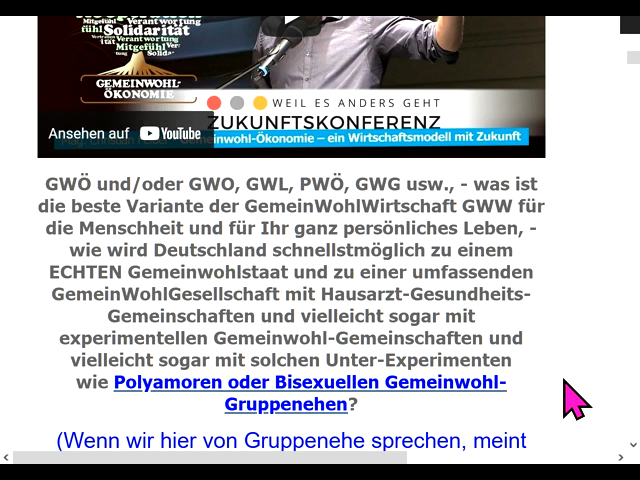 Mitgefühl Verantwortung
fühl Solidarität
Mitgefühl
GEMEINWOHL-
ÖKONOMIE
WEIL ES ANDERS GEHT
ZUKUNFTSKONFERENZ
Gemeinwohl-Ökonomie – ein Wirtschaftsmodell mit Zukunft
Ansehen auf YouTube
GWÖ und/oder GWO, GWL, PWÖ, GWG usw., - was ist
die beste Variante der GemeinWohlWirtschaft GWW für
die Menschheit und für Ihr ganz persönliches Leben, -
wie wird Deutschland schnellstmöglich zu einem
ECHTEN Gemeinwohlstaat und zu einer umfassenden
GemeinWohlGesellschaft mit Hausarzt-Gesundheits-
Gemeinschaften und vielleicht sogar mit
experimentellen Gemeinwohl-Gemeinschaften und
vielleicht sogar mit solchen Unter-Experimenten
wie Polyamoren oder Bisexuellen Gemeinwohl-
Gruppenehen?
(Wenn wir hier von Gruppenehe sprechen, meint